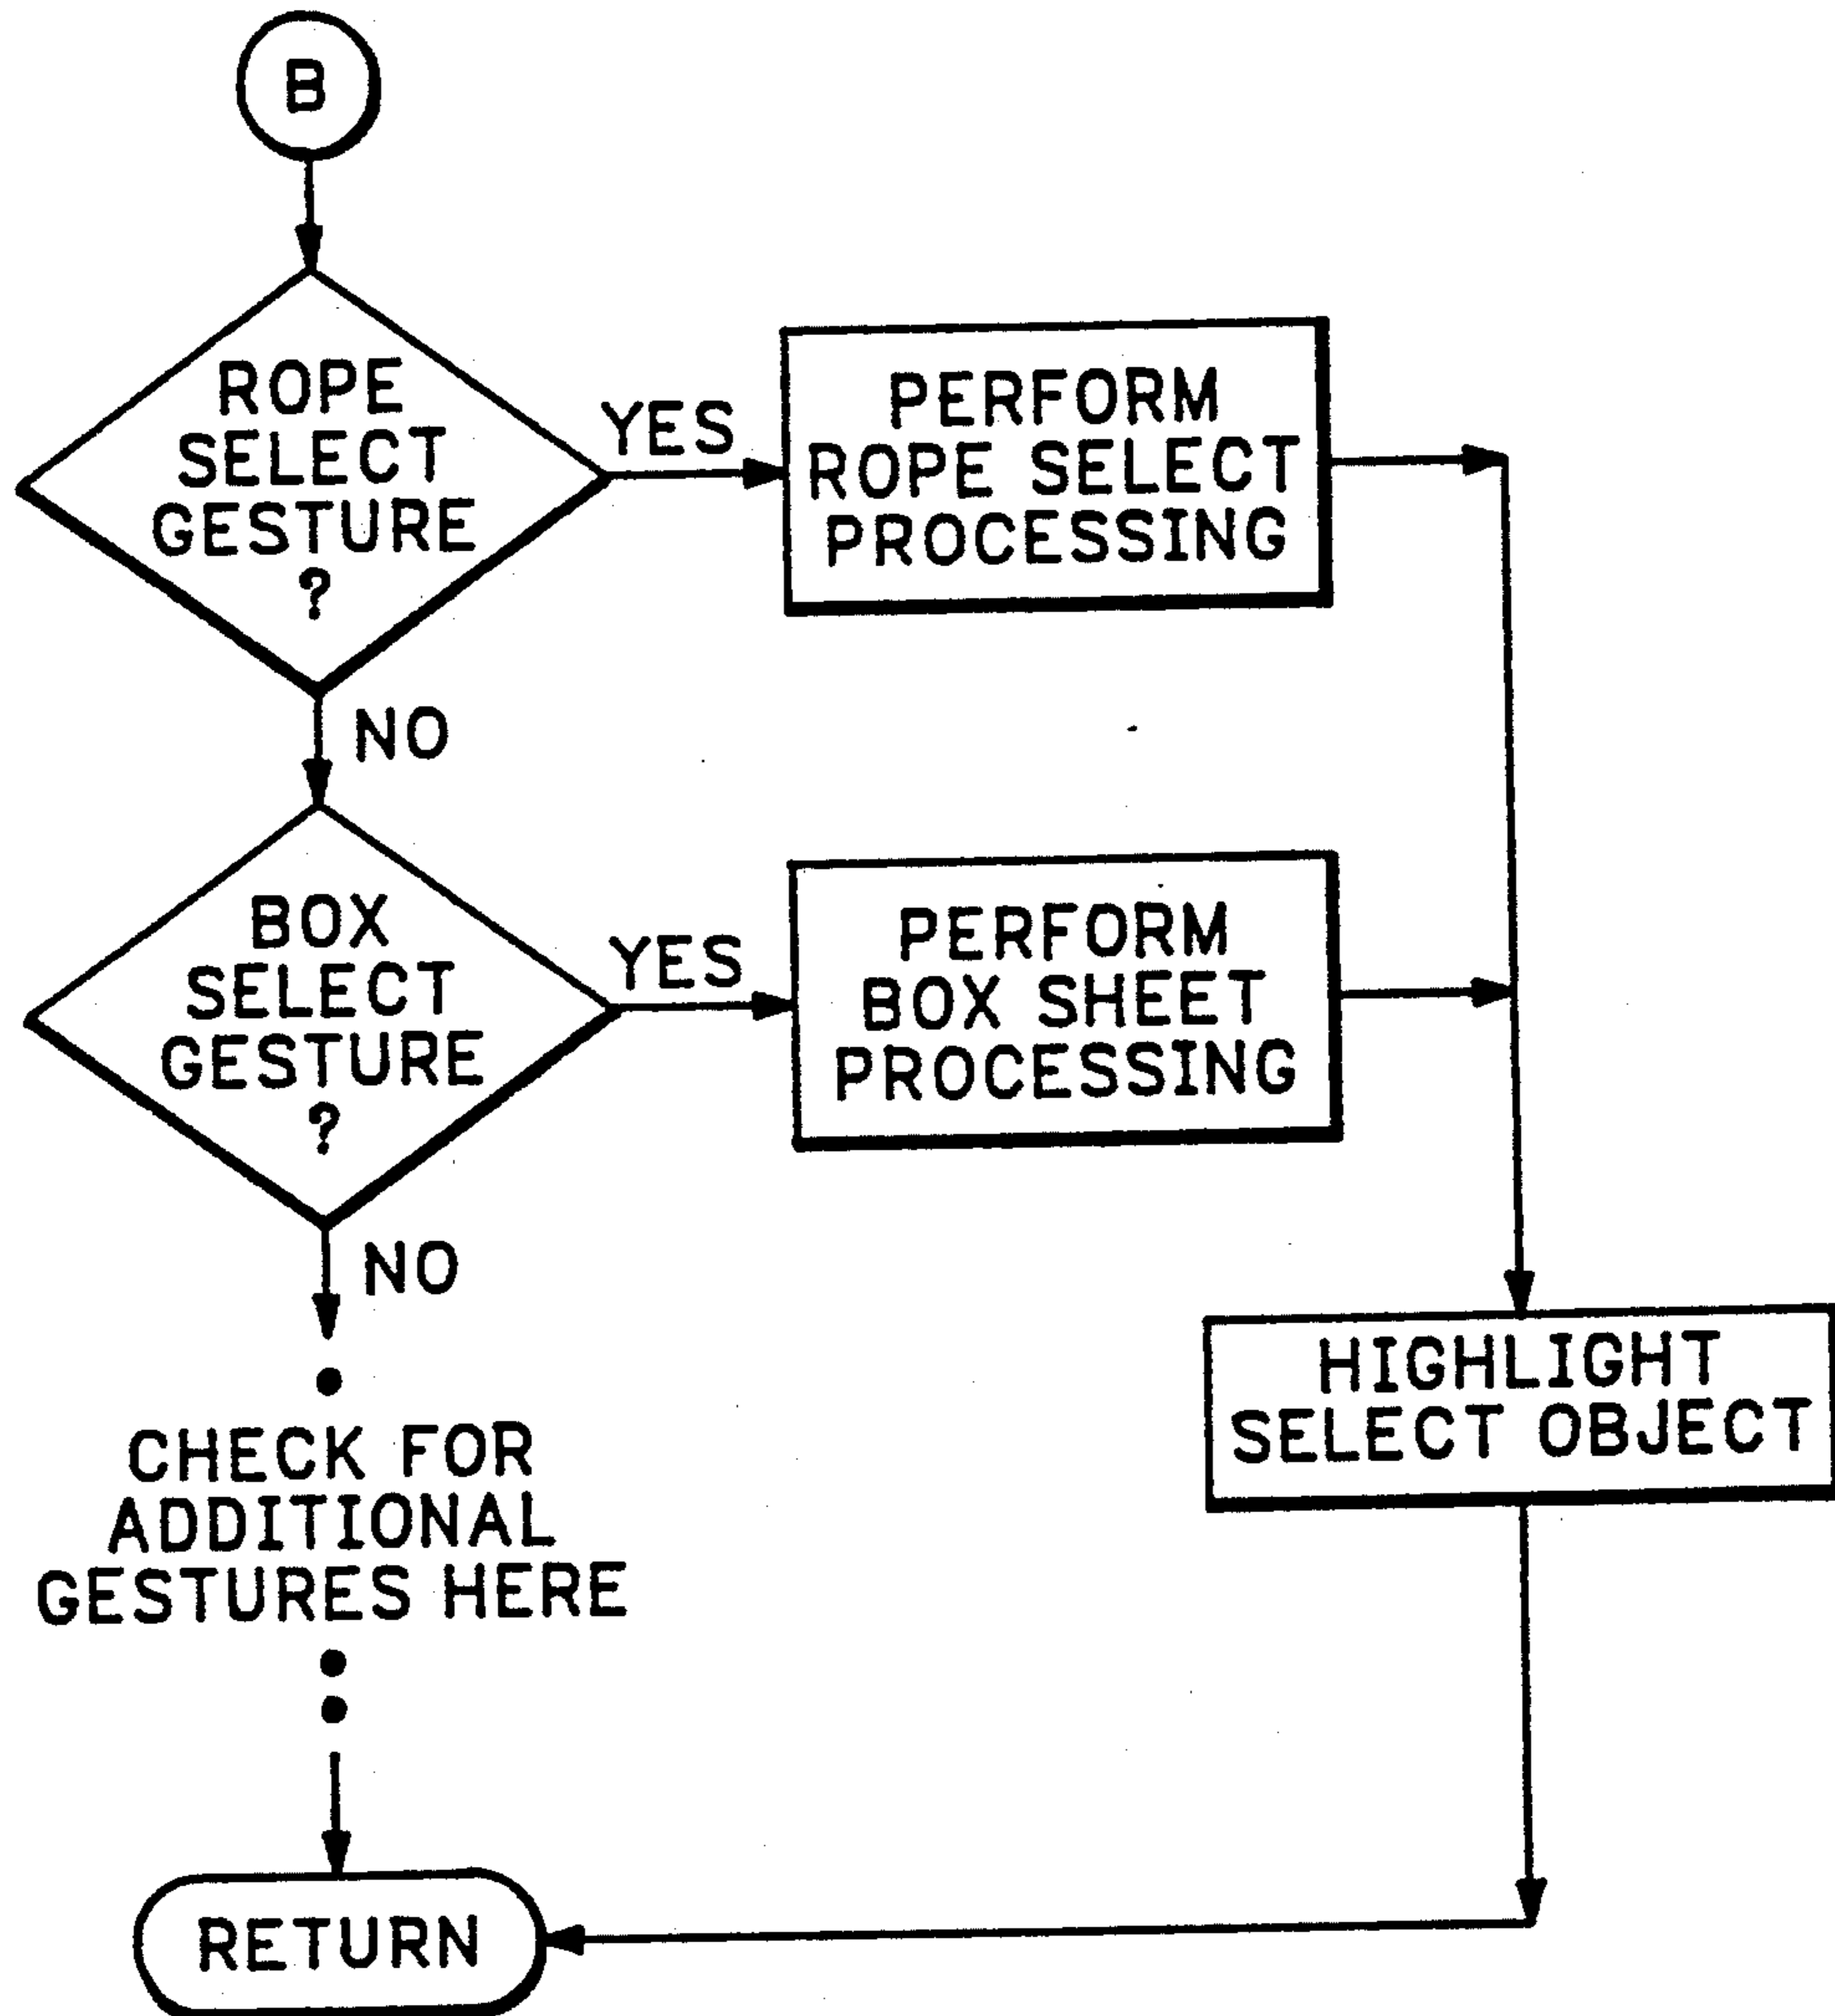 B
ROPE
SELECT
GESTURE
?
YES
PERFORM
ROPE SELECT
PROCESSING
NO
BOX
SELECT
GESTURE
?
YES
PERFORM
BOX SHEET
PROCESSING
NO
HIGHLIGHT
SELECT OBJECT
CHECK FOR
ADDITIONAL
GESTURES HERE
RETURN